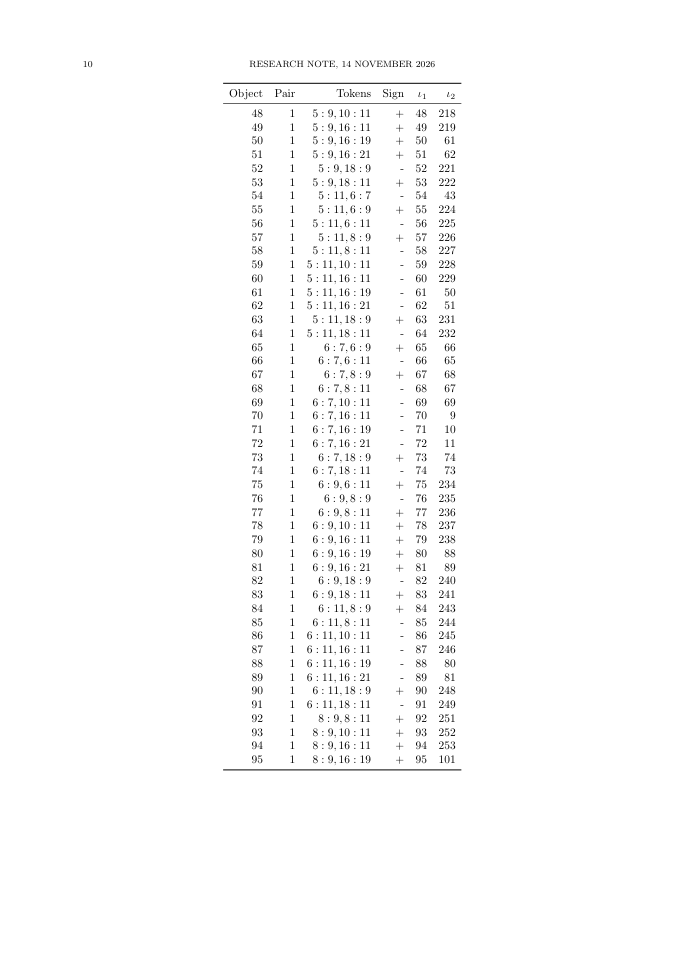 10 RESEARCH NOTE, 14 NOVEMBER 2026
Object Pair Tokens Sign ι1 ι2
48 1 5 : 9, 10 : 11 + 48 218
49 1 5 : 9, 16 : 11 + 49 219
50 1 5 : 9, 16 : 19 + 50 61
51 1 5 : 9, 16 : 21 + 51 62
52 1 5 : 9, 18 : 9 - 52 221
53 1 5 : 9, 18 : 11 + 53 222
54 1 5 : 11, 6 : 7 - 54 43
55 1 5 : 11, 6 : 9 + 55 224
56 1 5 : 11, 6 : 11 - 56 225
57 1 5 : 11, 8 : 9 + 57 226
58 1 5 : 11, 8 : 11 - 58 227
59 1 5 : 11, 10 : 11 - 59 228
60 1 5 : 11, 16 : 11 - 60 229
61 1 5 : 11, 16 : 19 - 61 50
62 1 5 : 11, 16 : 21 - 62 51
63 1 5 : 11, 18 : 9 + 63 231
64 1 5 : 11, 18 : 11 - 64 232
65 1 6 : 7, 6 : 9 + 65 66
66 1 6 : 7, 6 : 11 - 66 65
67 1 6 : 7, 8 : 9 + 67 68
68 1 6 : 7, 8 : 11 - 68 67
69 1 6 : 7, 10 : 11 - 69 69
70 1 6 : 7, 16 : 11 - 70 9
71 1 6 : 7, 16 : 19 - 71 10
72 1 6 : 7, 16 : 21 - 72 11
73 1 6 : 7, 18 : 9 + 73 74
74 1 6 : 7, 18 : 11 - 74 73
75 1 6 : 9, 6 : 11 + 75 234
76 1 6 : 9, 8 : 9 - 76 235
77 1 6 : 9, 8 : 11 + 77 236
78 1 6 : 9, 10 : 11 + 78 237
79 1 6 : 9, 16 : 11 + 79 238
80 1 6 : 9, 16 : 19 + 80 88
81 1 6 : 9, 16 : 21 + 81 89
82 1 6 : 9, 18 : 9 - 82 240
83 1 6 : 9, 18 : 11 + 83 241
84 1 6 : 11, 8 : 9 + 84 243
85 1 6 : 11, 8 : 11 - 85 244
86 1 6 : 11, 10 : 11 - 86 245
87 1 6 : 11, 16 : 11 - 87 246
88 1 6 : 11, 16 : 19 - 88 80
89 1 6 : 11, 16 : 21 - 89 81
90 1 6 : 11, 18 : 9 + 90 248
91 1 6 : 11, 18 : 11 - 91 249
92 1 8 : 9, 8 : 11 + 92 251
93 1 8 : 9, 10 : 11 + 93 252
94 1 8 : 9, 16 : 11 + 94 253
95 1 8 : 9, 16 : 19 + 95 101